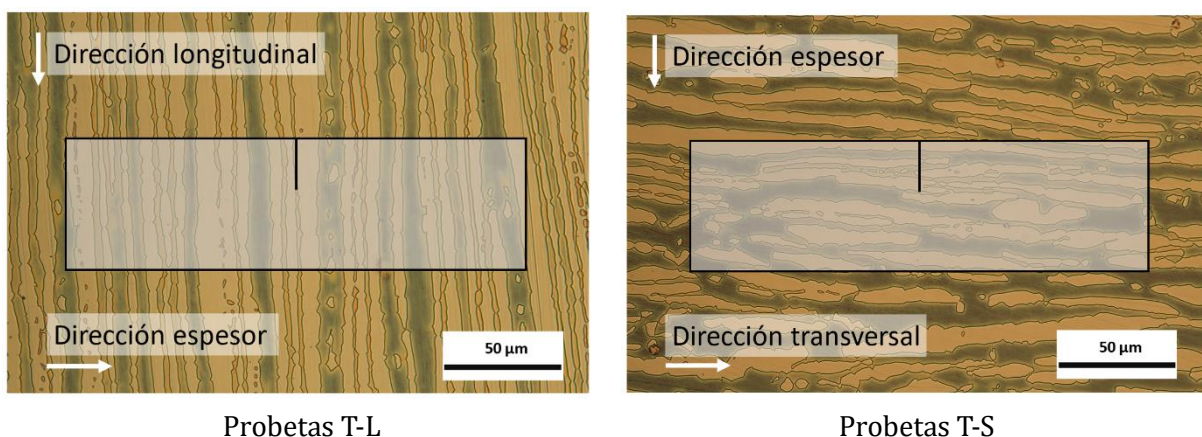 Dirección longitudinal
Dirección espesor
50 µm
Probetas T-L
Dirección espesor
Dirección transversal
50 µm
Probetas T-S